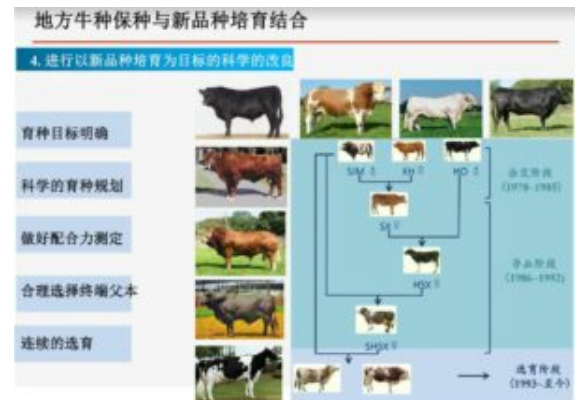 地方牛种保种与新品种培育结合
4. 进行以新品种培育为目标的科学的改良
育种目标明确
科学的育种规划
做好配合力测定
合理选择终端父本
连续的选育
SIM ♂
XH ♀
HO ♂
杂交阶段
(1978-1985)
SX ♀
导血阶段
(1986-1992)
HSX ♀
SHSX ♀
选育阶段
(1993-至今)